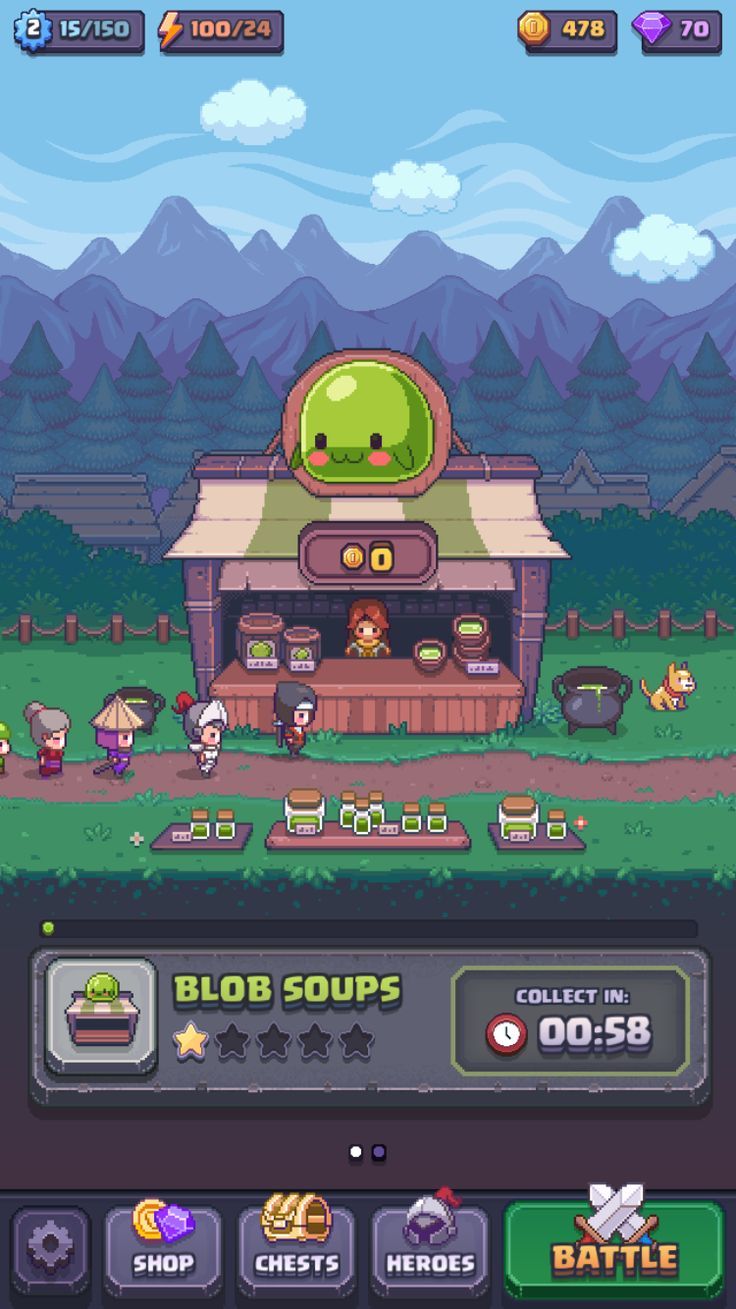 2 15/150 100/24 478 70
0
BLOB SOUPS
COLLECT IN:
00:58
SHOP CHESTS HEROES BATTLE